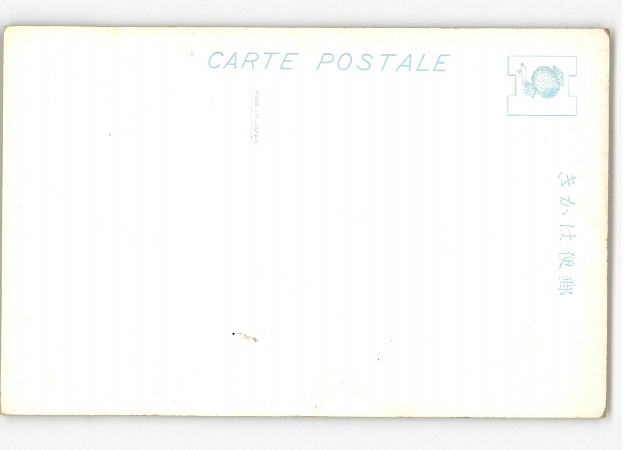 CARTE POSTALE
MADE IN JAPAN
郵便はかき